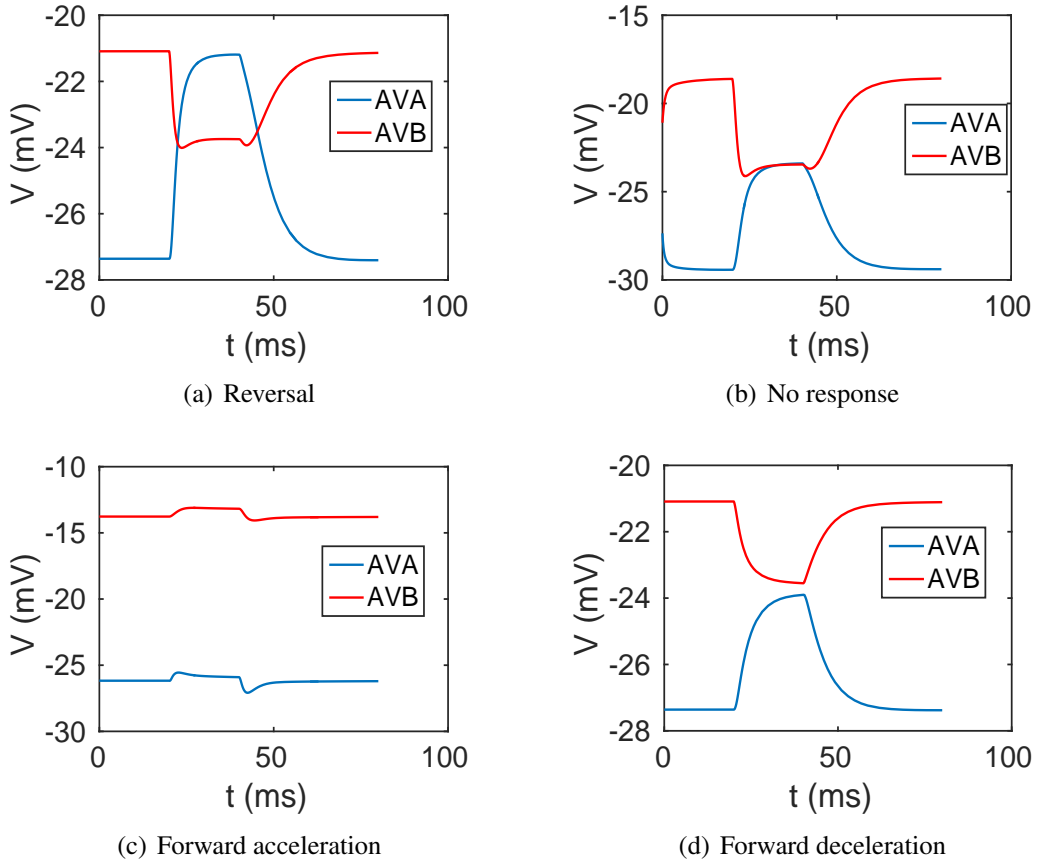 -20
-22
-24
-26
-28
V (mV)
AVA
AVB
0
50
100
t (ms)
(a) Reversal
-15
-20
-25
-30
V (mV)
AVA
AVB
0
50
100
t (ms)
(b) No response
-10
-15
-20
-25
-30
V (mV)
AVA
AVB
0
50
100
t (ms)
(c) Forward acceleration
-20
-22
-24
-26
-28
V (mV)
AVA
AVB
0
50
100
t (ms)
(d) Forward deceleration